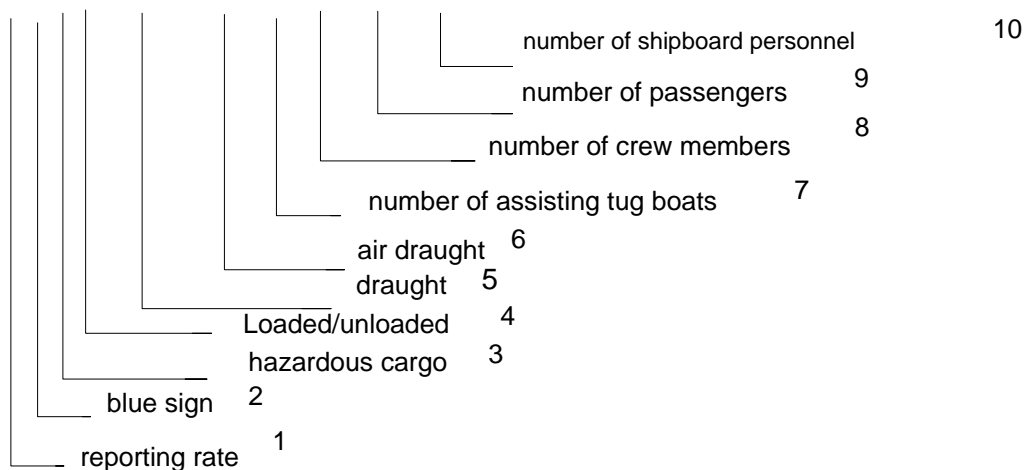 number of shipboard personnel 10
number of passengers 9
number of crew members 8
number of assisting tug boats 7
air draught 6
draught 5
Loaded/unloaded 4
hazardous cargo 3
blue sign 2
reporting rate 1